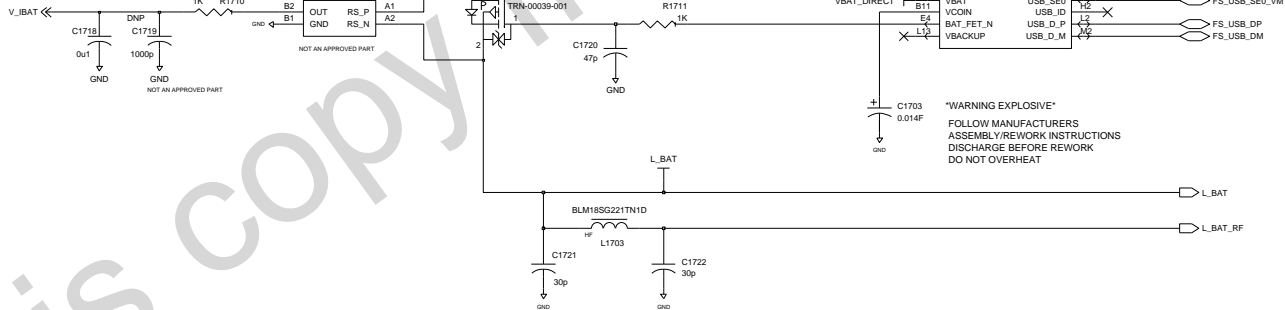 1K R1710
V_IBAT
DNP
C1718
0u1
GND
C1719
1000p
GND
NOT AN APPROVED PART
B2 OUT RS_P A1
GND B1 GND RS_N A2
NOT AN APPROVED PART
TRN-00039-001
P
1
2
R1711
1K
C1720
47p
GND
VBAT_DIRECT
VBAT USB_SE0 FS_USB_SE0_VM
B11 VCOIN USB_ID H2
E4 BAT_FET_N USB_D_P L2 FS_USB_DP
L13 VBACKUP USB_D_M M2 FS_USB_DM
+
C1703
0.014F
GND
*WARNING EXPLOSIVE*
FOLLOW MANUFACTURERS
ASSEMBLY/REWORK INSTRUCTIONS
DISCHARGE BEFORE REWORK
DO NOT OVERHEAT
L_BAT
L_BAT
BLM18SG221TN1D
HF
L1703
L_BAT_RF
C1721
30p
GND
C1722
30p
GND
is copy